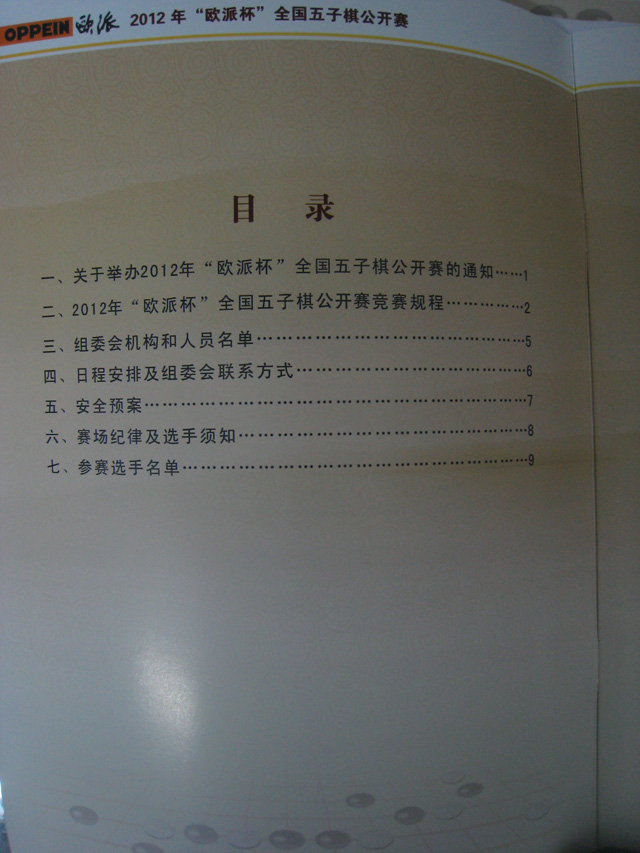 OPPEIN 欧派 2012年“欧派杯”全国五子棋公开赛
目 录
一、关于举办2012年“欧派杯”全国五子棋公开赛的通知……1
二、2012年“欧派杯”全国五子棋公开赛竞赛规程…………2
三、组委会机构和人员名单…………………………………5
四、日程安排及组委会联系方式……………………………6
五、安全预案…………………………………………………7
六、赛场纪律及选手须知……………………………………8
七、参赛选手名单……………………………………………9